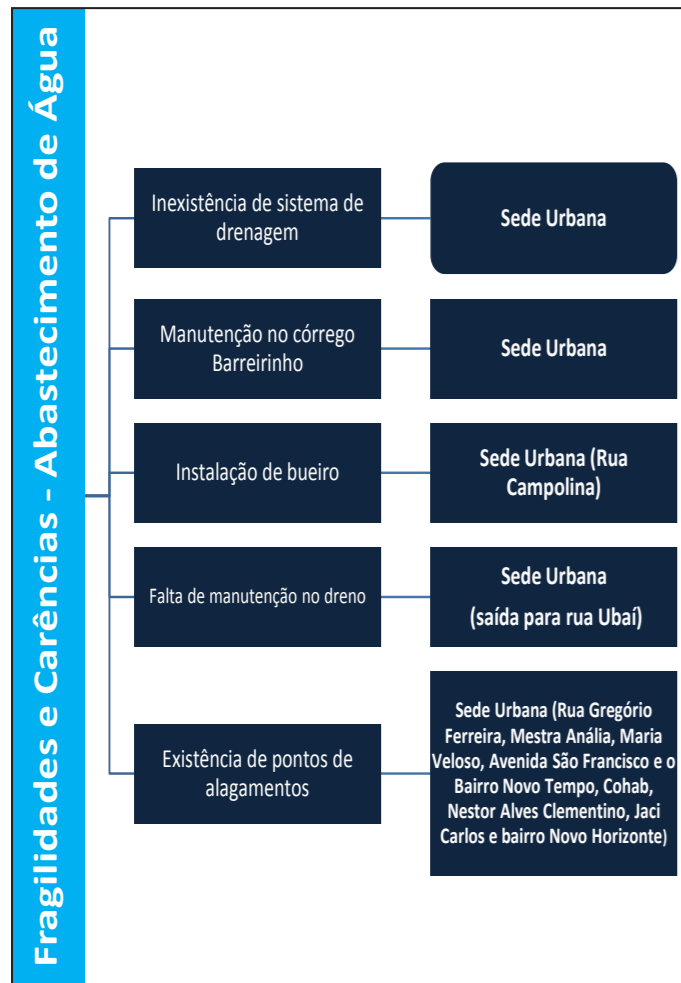 Fragilidades e Carências - Abastecimento de Água
Inexistência de sistema de
drenagem
Sede Urbana
Manutenção no córrego
Barreirinho
Sede Urbana
Instalação de bueiro
Sede Urbana (Rua
Campolina)
Falta de manutenção no dreno
Sede Urbana
(saída para rua Ubaí)
Existência de pontos de
alagamentos
Sede Urbana (Rua Gregório
Ferreira, Mestra Anália, Maria
Veloso, Avenida São Francisco e o
Bairro Novo Tempo, Cohab,
Nestor Alves Clementino, Jaci
Carlos e bairro Novo Horizonte)